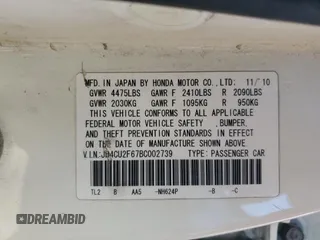 MFD. IN JAPAN BY HONDA MOTOR CO.,LTD. 11/10
GVWR 4475LBS GAWR F 2410LBS R 2090LBS
GVWR 2030KG GAWR F 1095KG R 950KG
THIS VEHICLE CONFORMS TO ALL APPLICABLE
FEDERAL MOTOR VEHICLE SAFETY, BUMPER,
AND THEFT PREVENTION STANDARDS IN EFFECT
ON THE DATE OF MANUFACTURE SHOWN ABOVE.
V.I.N: JH4CU2F67BC002739 TYPE: PASSENGER CAR
TL2 B AA5 -NH624P -B -C
DREAMBID